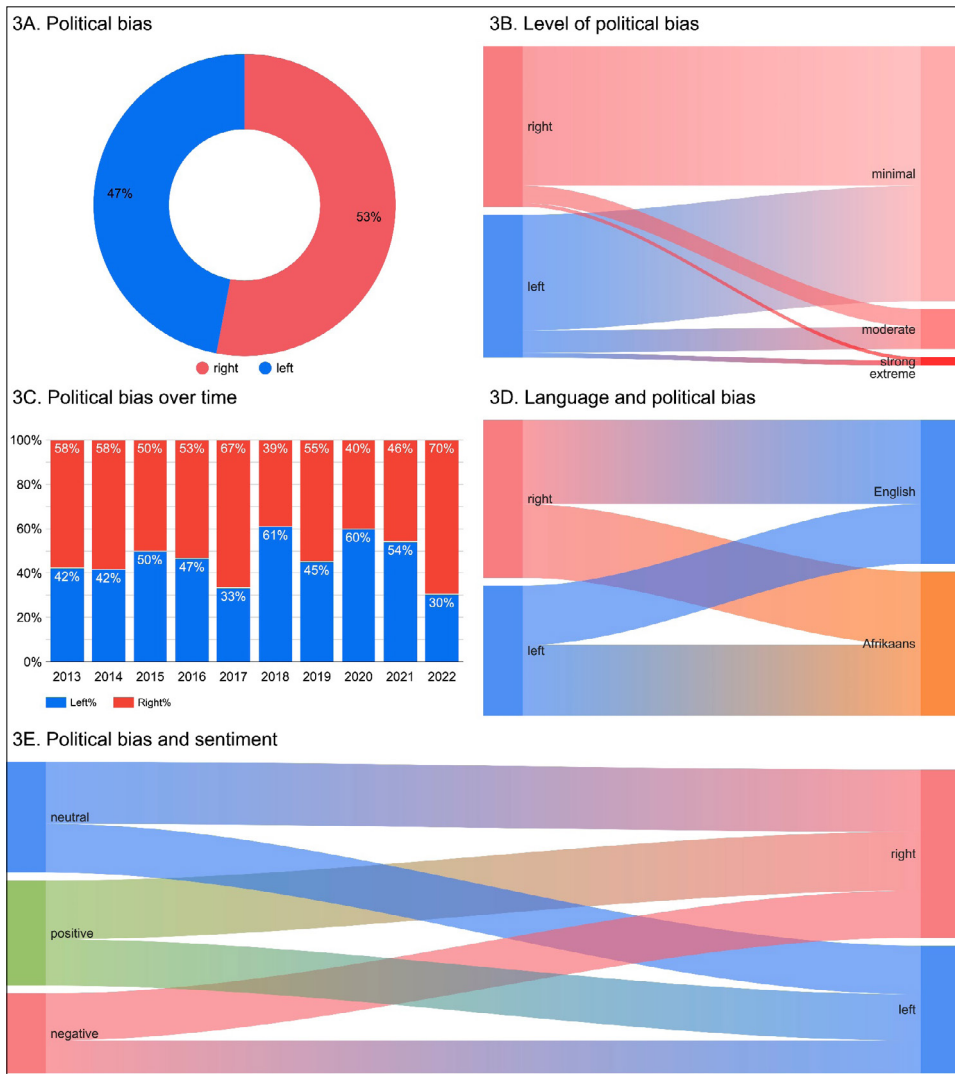 3A. Political bias
47%
53%
right left
3B. Level of political bias
right
left
minimal
moderate
strong
extreme
3C. Political bias over time
100%
80%
60%
40%
20%
0%
58% 58% 50% 53% 67% 39% 55% 40% 46% 70%
42% 42% 50% 47% 33% 61% 45% 60% 54% 30%
2013 2014 2015 2016 2017 2018 2019 2020 2021 2022
Left% Right%
3D. Language and political bias
right
left
English
Afrikaans
3E. Political bias and sentiment
neutral
positive
negative
right
left